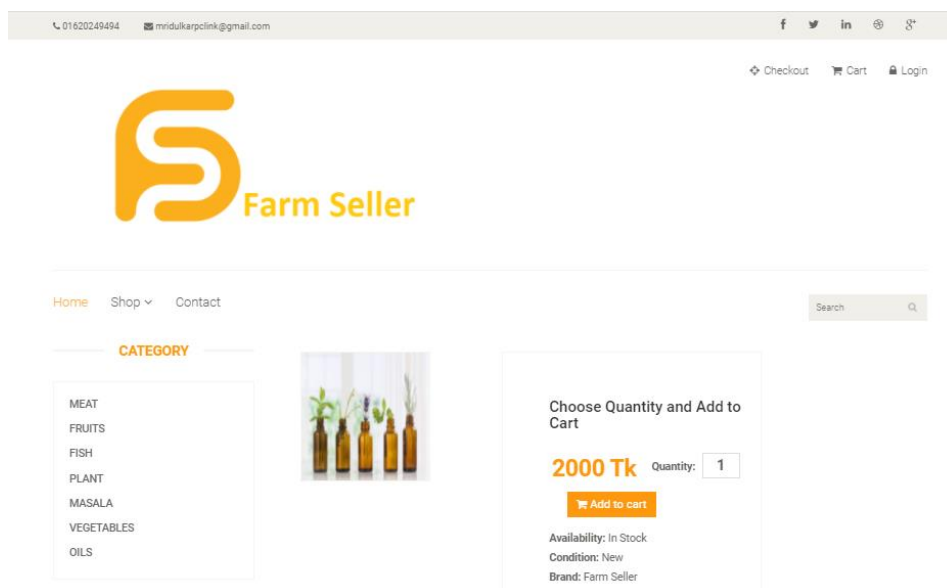 01620249494 mridulkarpclink@gmail.com
Checkout Cart Login
Farm Seller
Home Shop Contact
Search
CATEGORY
MEAT
FRUITS
FISH
PLANT
MASALA
VEGETABLES
OILS
Choose Quantity and Add to
Cart
2000 Tk Quantity: 1
Add to cart
Availability: In Stock
Condition: New
Brand: Farm Seller